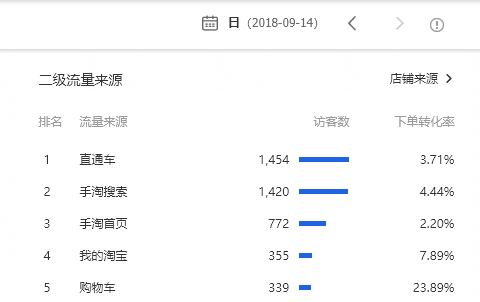 日 (2018-09-14)
二级流量来源 店铺来源
排名 流量来源 访客数 下单转化率
1 直通车 1,454 3.71%
2 手淘搜索 1,420 4.44%
3 手淘首页 772 2.20%
4 我的淘宝 355 7.89%
5 购物车 339 23.89%